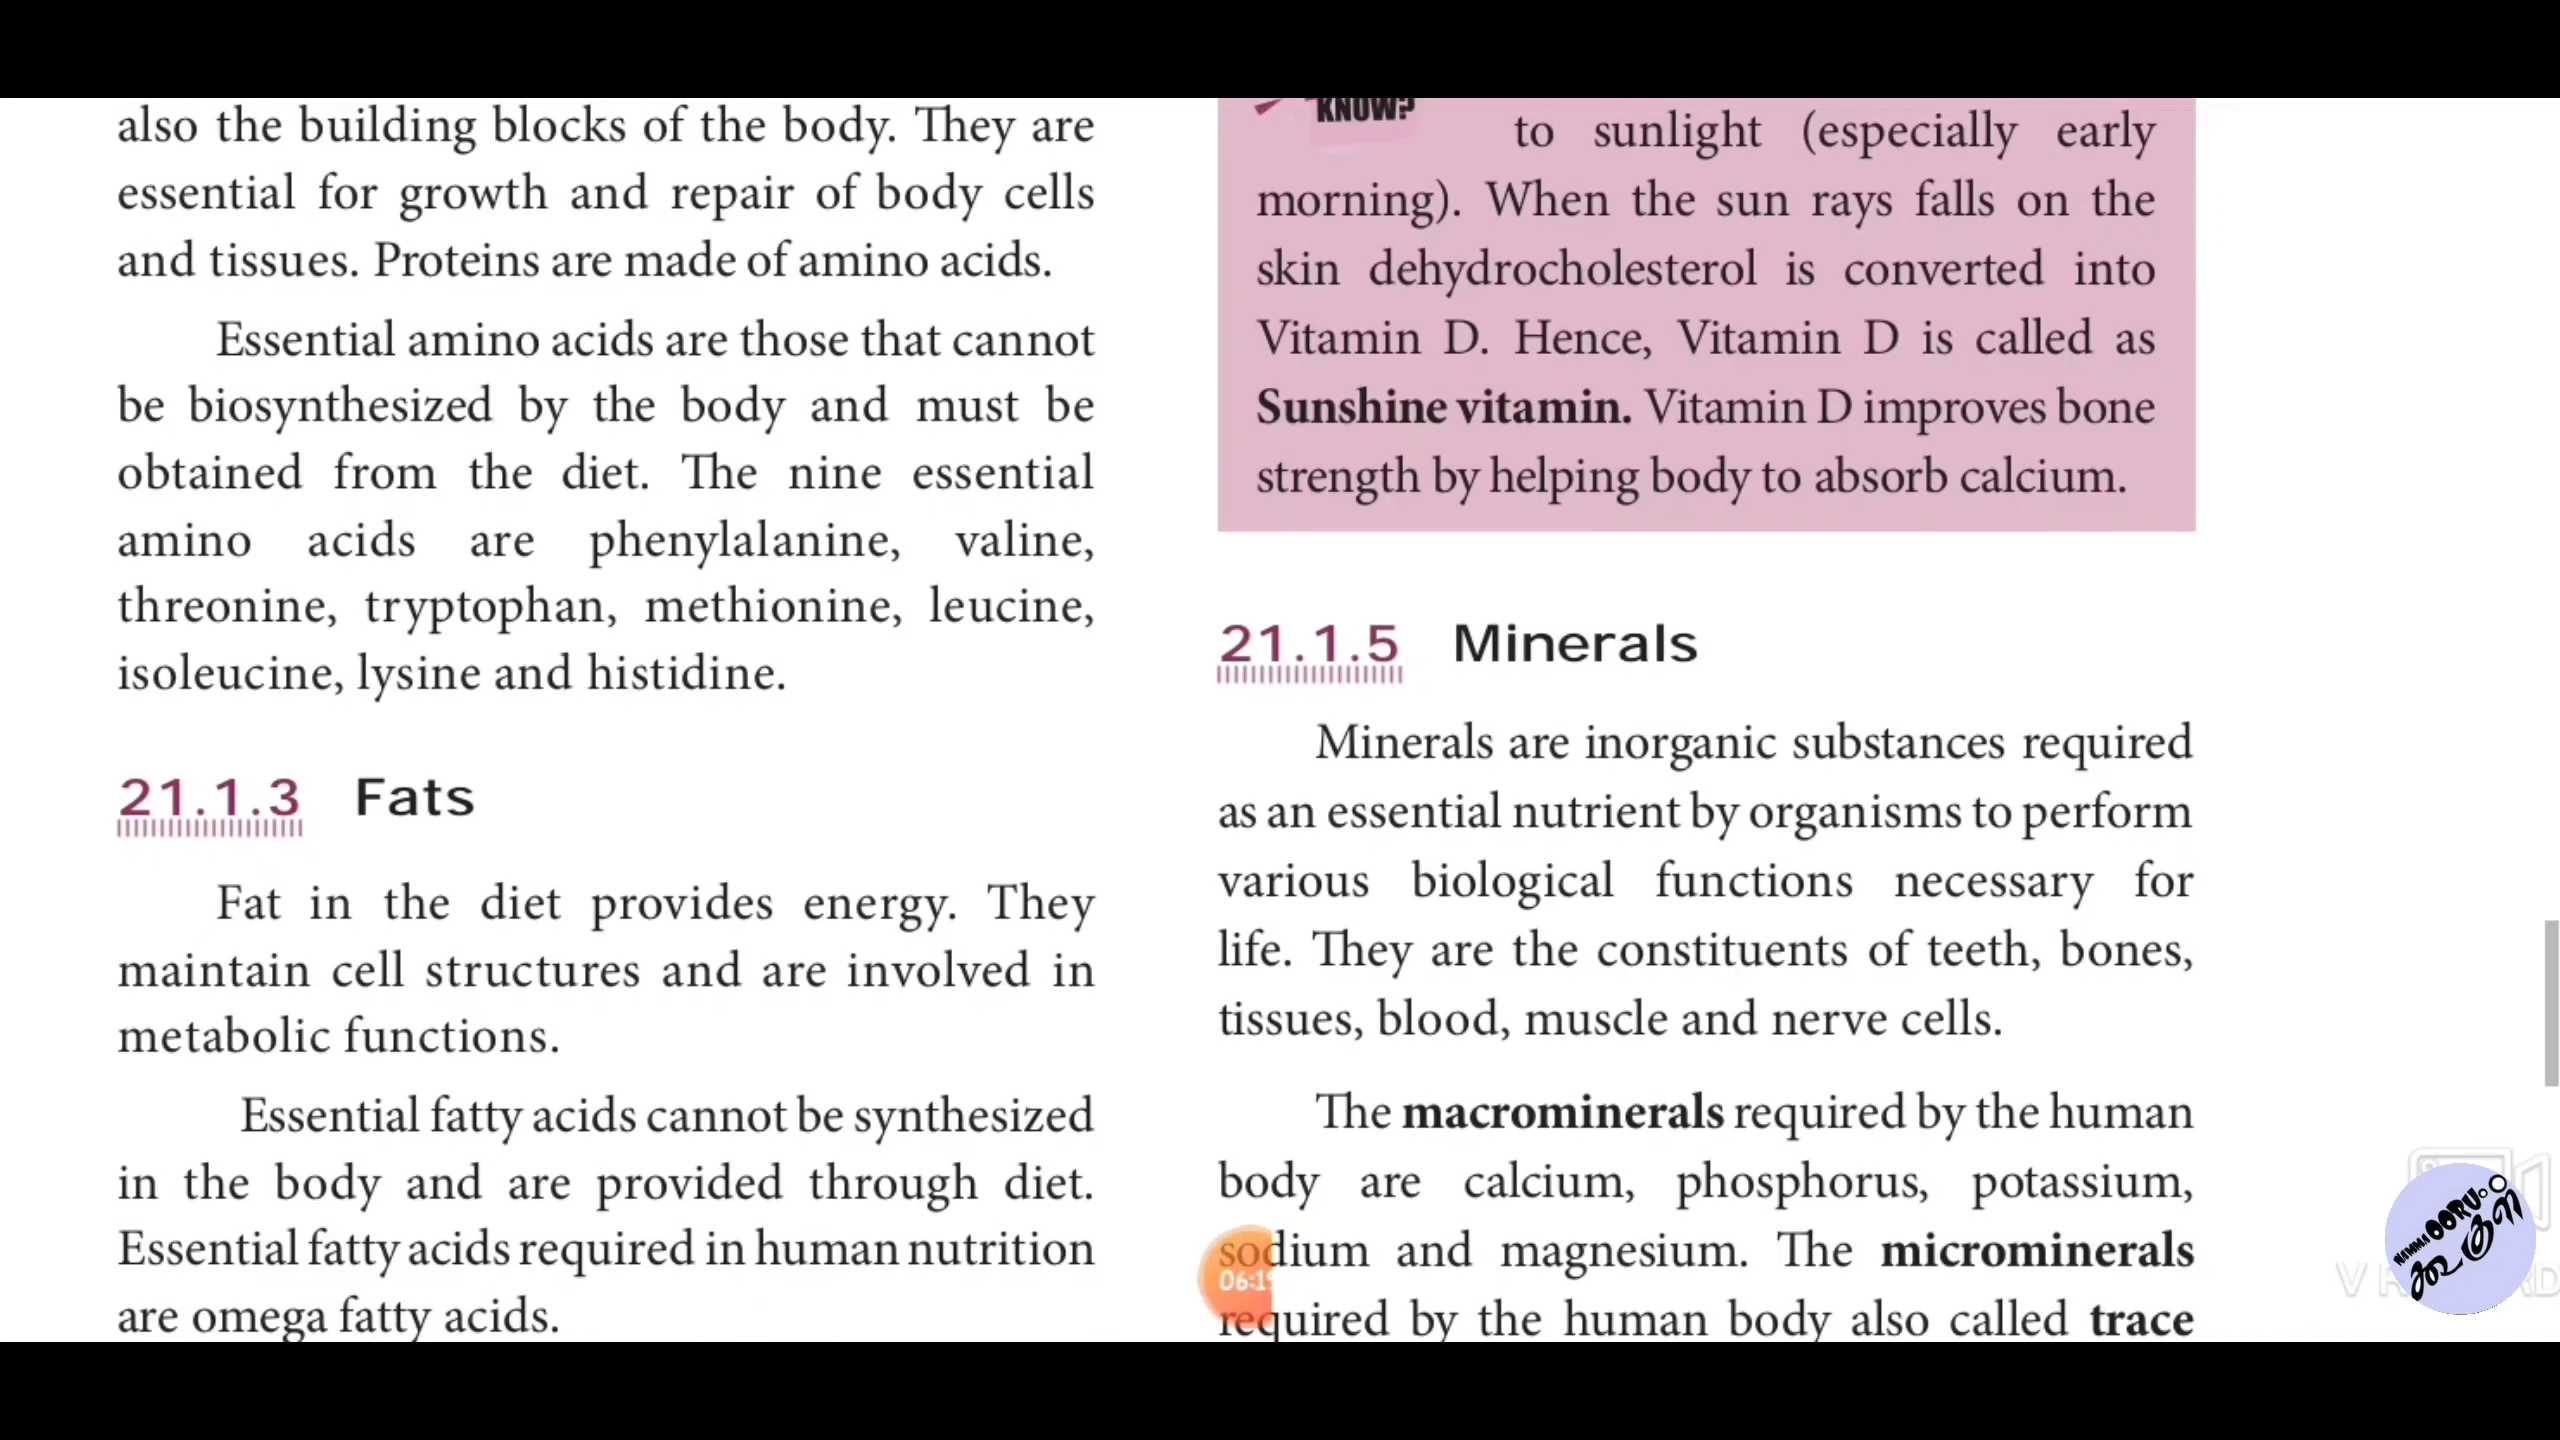 also the building blocks of the body. They are
essential for growth and repair of body cells
and tissues. Proteins are made of amino acids.
Essential amino acids are those that cannot
be biosynthesized by the body and must be
obtained from the diet. The nine essential
amino acids are phenylalanine, valine,
threonine, tryptophan, methionine, leucine,
isoleucine, lysine and histidine.
21.1.3 Fats
Fat in the diet provides energy. They
maintain cell structures and are involved in
metabolic functions.
Essential fatty acids cannot be synthesized
in the body and are provided through diet.
Essential fatty acids required in human nutrition
are omega fatty acids.
KNOW?
to sunlight (especially early
morning). When the sun rays falls on the
skin dehydrocholesterol is converted into
Vitamin D. Hence, Vitamin D is called as
Sunshine vitamin. Vitamin D improves bone
strength by helping body to absorb calcium.
21.1.5 Minerals
Minerals are inorganic substances required
as an essential nutrient by organisms to perform
various biological functions necessary for
life. They are the constituents of teeth, bones,
tissues, blood, muscle and nerve cells.
The macrominerals required by the human
body are calcium, phosphorus, potassium,
sodium and magnesium. The microminerals
required by the human body also called trace
NAMMA OORU